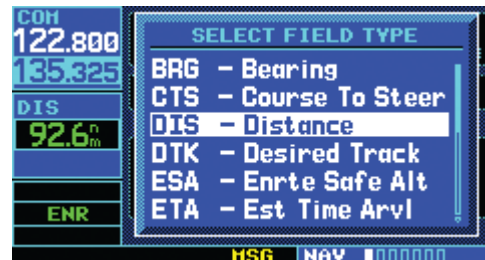 COM
122.800
135.325
DIS
92.6nm
ENR
SELECT FIELD TYPE
BRG – Bearing
CTS – Course To Steer
DIS – Distance
DTK – Desired Track
ESA – Enrte Safe Alt
ETA – Est Time Arvl
MSG NAV